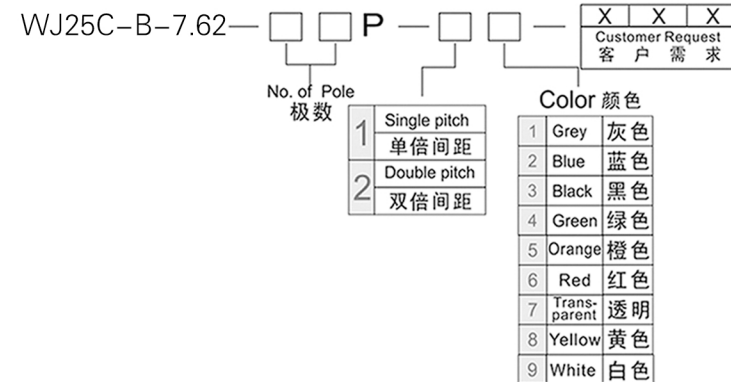 WJ25C-B-7.62— □ □ P — □ □ — X X X
Customer Request
客 户 需 求
No. of Pole
极数
1 Single pitch
单倍间距
2 Double pitch
双倍间距
Color 颜色
1 Grey 灰色
2 Blue 蓝色
3 Black 黑色
4 Green 绿色
5 Orange 橙色
6 Red 红色
7 Trans-
parent 透明
8 Yellow 黄色
9 White 白色